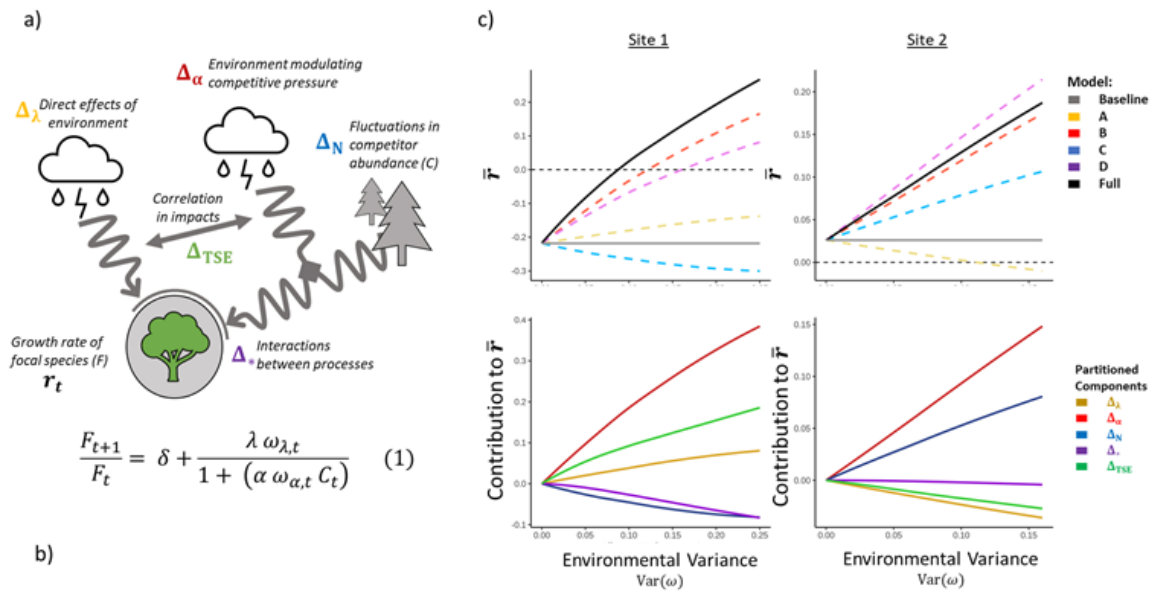 a)
Δα Environment modulating
competitive pressure
Δλ Direct effects of
environment
ΔN Fluctuations in
competitor
abundance (C)
Correlation
in impacts
ΔTSE
Growth rate of
focal species (F)
rt
Δ* Interactions
between processes
Ft+1/Ft = δ + λ ωλ,t / 1 + (α ωα,t Ct) (1)
b)
c)
Site 1
Site 2
r̄
0.2
0.1
0.0
-0.1
-0.2
-0.3
r̄
0.20
0.15
0.10
0.05
0.00
Model:
Baseline
A
B
C
D
Full
Contribution to r̄
0.4
0.3
0.2
0.1
0.0
-0.1
0.00 0.05 0.10 0.15 0.20 0.25
Environmental Variance
Var(ω)
Contribution to r̄
0.15
0.10
0.05
0.00
0.00 0.05 0.10 0.15
Environmental Variance
Var(ω)
Partitioned
Components
Δλ
Δα
ΔN
Δ*
ΔTSE